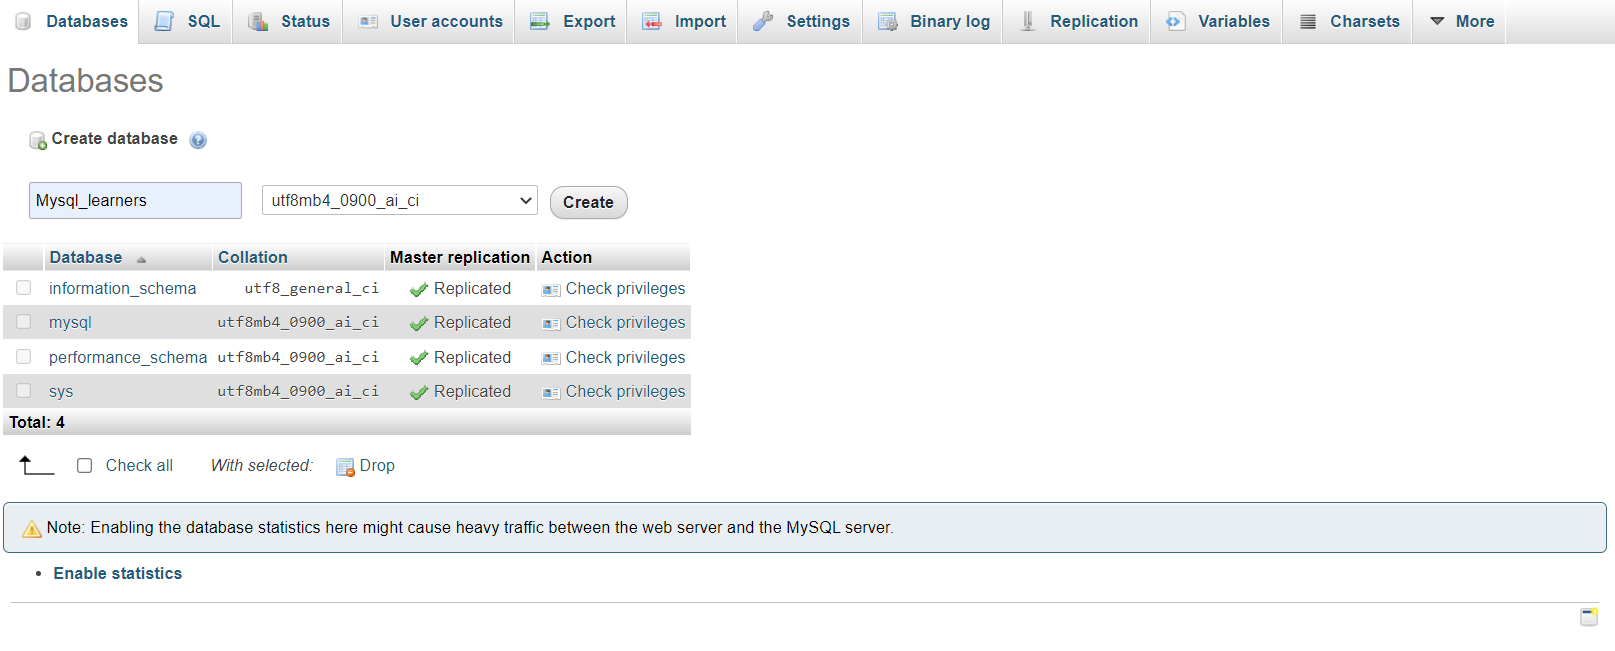 Databases SQL Status User accounts Export Import Settings Binary log Replication Variables Charsets More
Databases
Create database
Mysql_learners utf8mb4_0900_ai_ci Create
Database Collation Master replication Action
information_schema utf8_general_ci Replicated Check privileges
mysql utf8mb4_0900_ai_ci Replicated Check privileges
performance_schema utf8mb4_0900_ai_ci Replicated Check privileges
sys utf8mb4_0900_ai_ci Replicated Check privileges
Total: 4
Check all With selected: Drop
Note: Enabling the database statistics here might cause heavy traffic between the web server and the MySQL server.
• Enable statistics